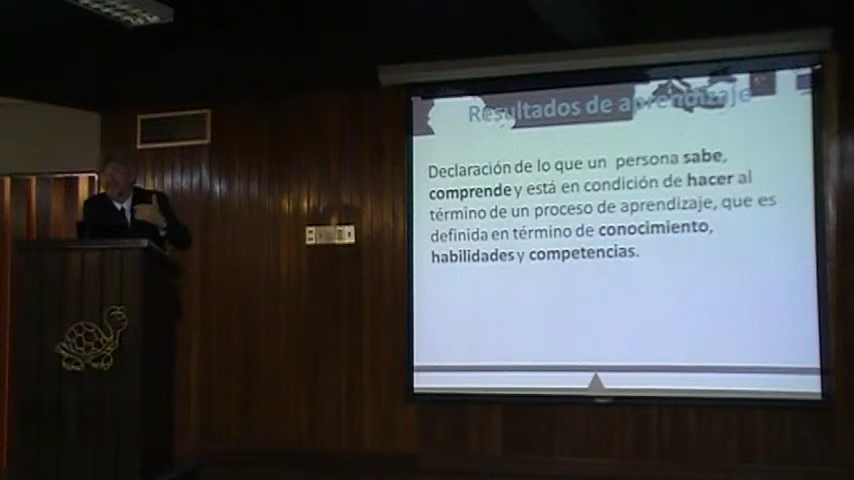 Resultados de aprendizaje
Declaración de lo que un persona sabe,
comprende y está en condición de hacer al
término de un proceso de aprendizaje, que es
definida en término de conocimiento,
habilidades y competencias.